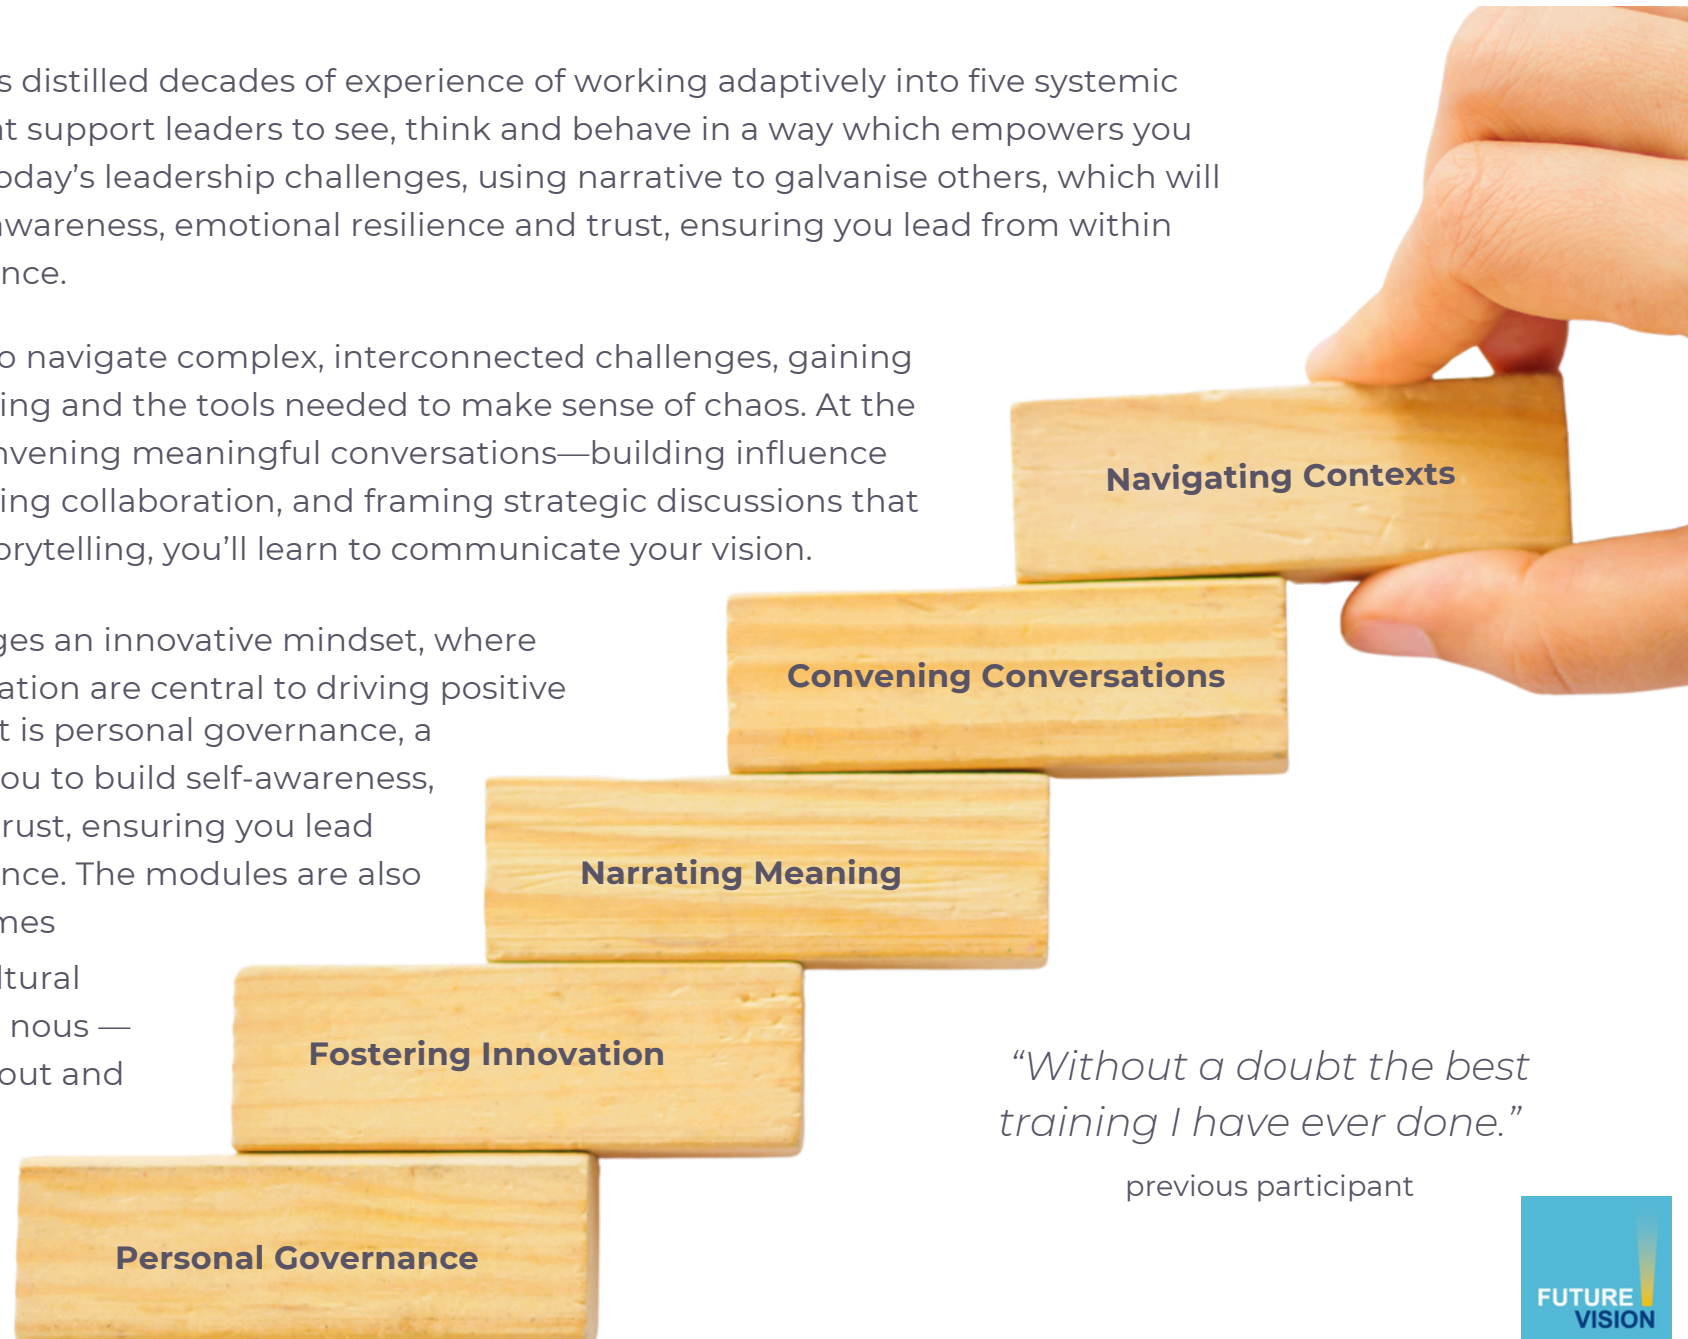 s distilled decades of experience of working adaptively into five systemic
support leaders to see, think and behave in a way which empowers you
oday’s leadership challenges, using narrative to galvanise others, which will
wareness, emotional resilience and trust, ensuring you lead from within
nce.
o navigate complex, interconnected challenges, gaining
ing and the tools needed to make sense of chaos. At the
nvening meaningful conversations—building influence
ing collaboration, and framing strategic discussions that
orytelling, you’ll learn to communicate your vision.
ges an innovative mindset, where
ation are central to driving positive
t is personal governance, a
ou to build self-awareness,
rust, ensuring you lead
nce. The modules are also
mes
ltural
nous —
out and
Navigating Contexts
Convening Conversations
Narrating Meaning
Fostering Innovation
Personal Governance
“Without a doubt the best
training I have ever done.”
previous participant
FUTURE
VISION